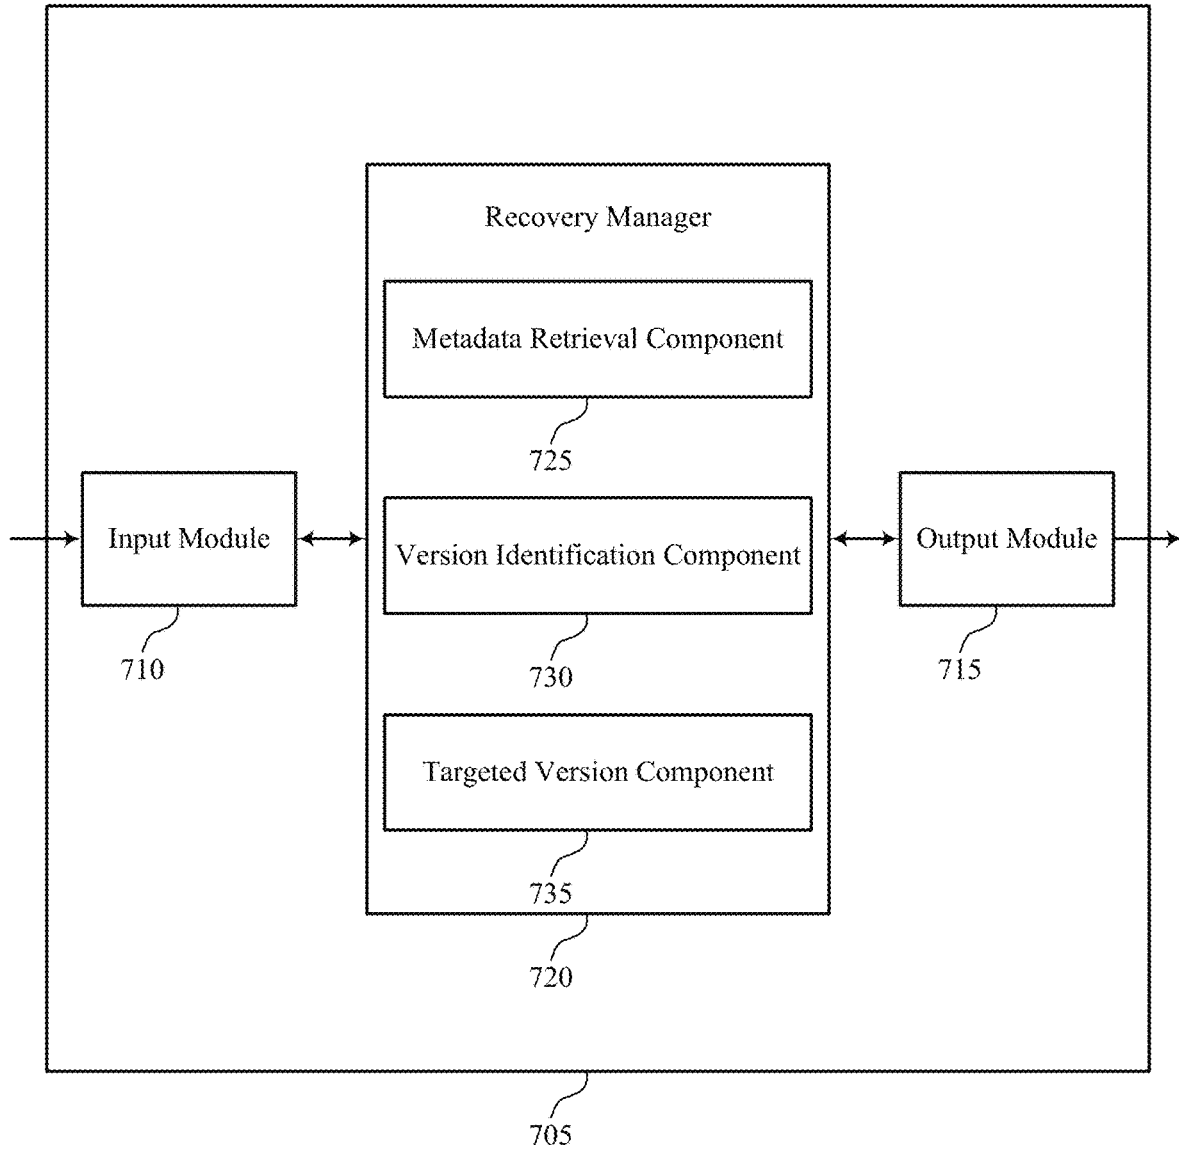 Recovery Manager
Metadata Retrieval Component
725
Input Module
Version Identification Component
Output Module
710
730
715
Targeted Version Component
735
720
705